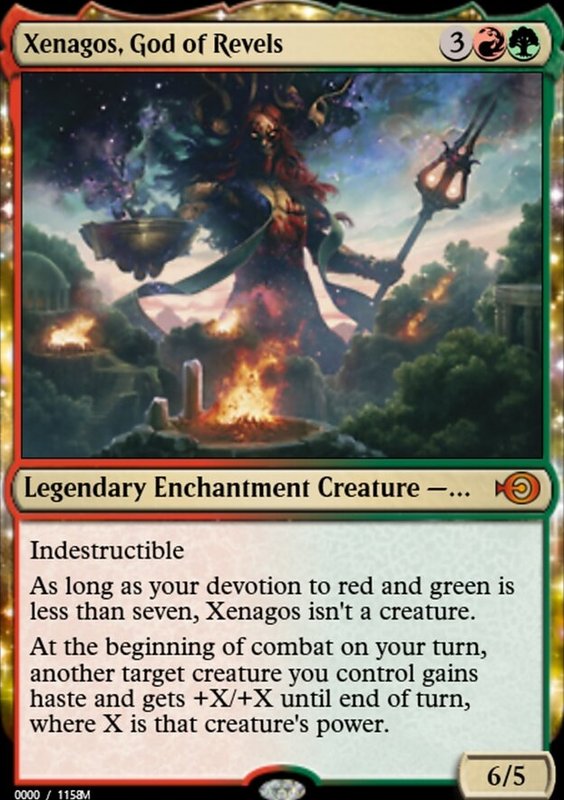 Xenagos, God of Revels 3
Legendary Enchantment Creature —...
Indestructible
As long as your devotion to red and green is
less than seven, Xenagos isn't a creature.
At the beginning of combat on your turn,
another target creature you control gains
haste and gets +X/+X until end of turn,
where X is that creature's power.
6/5
0000 / 1158M